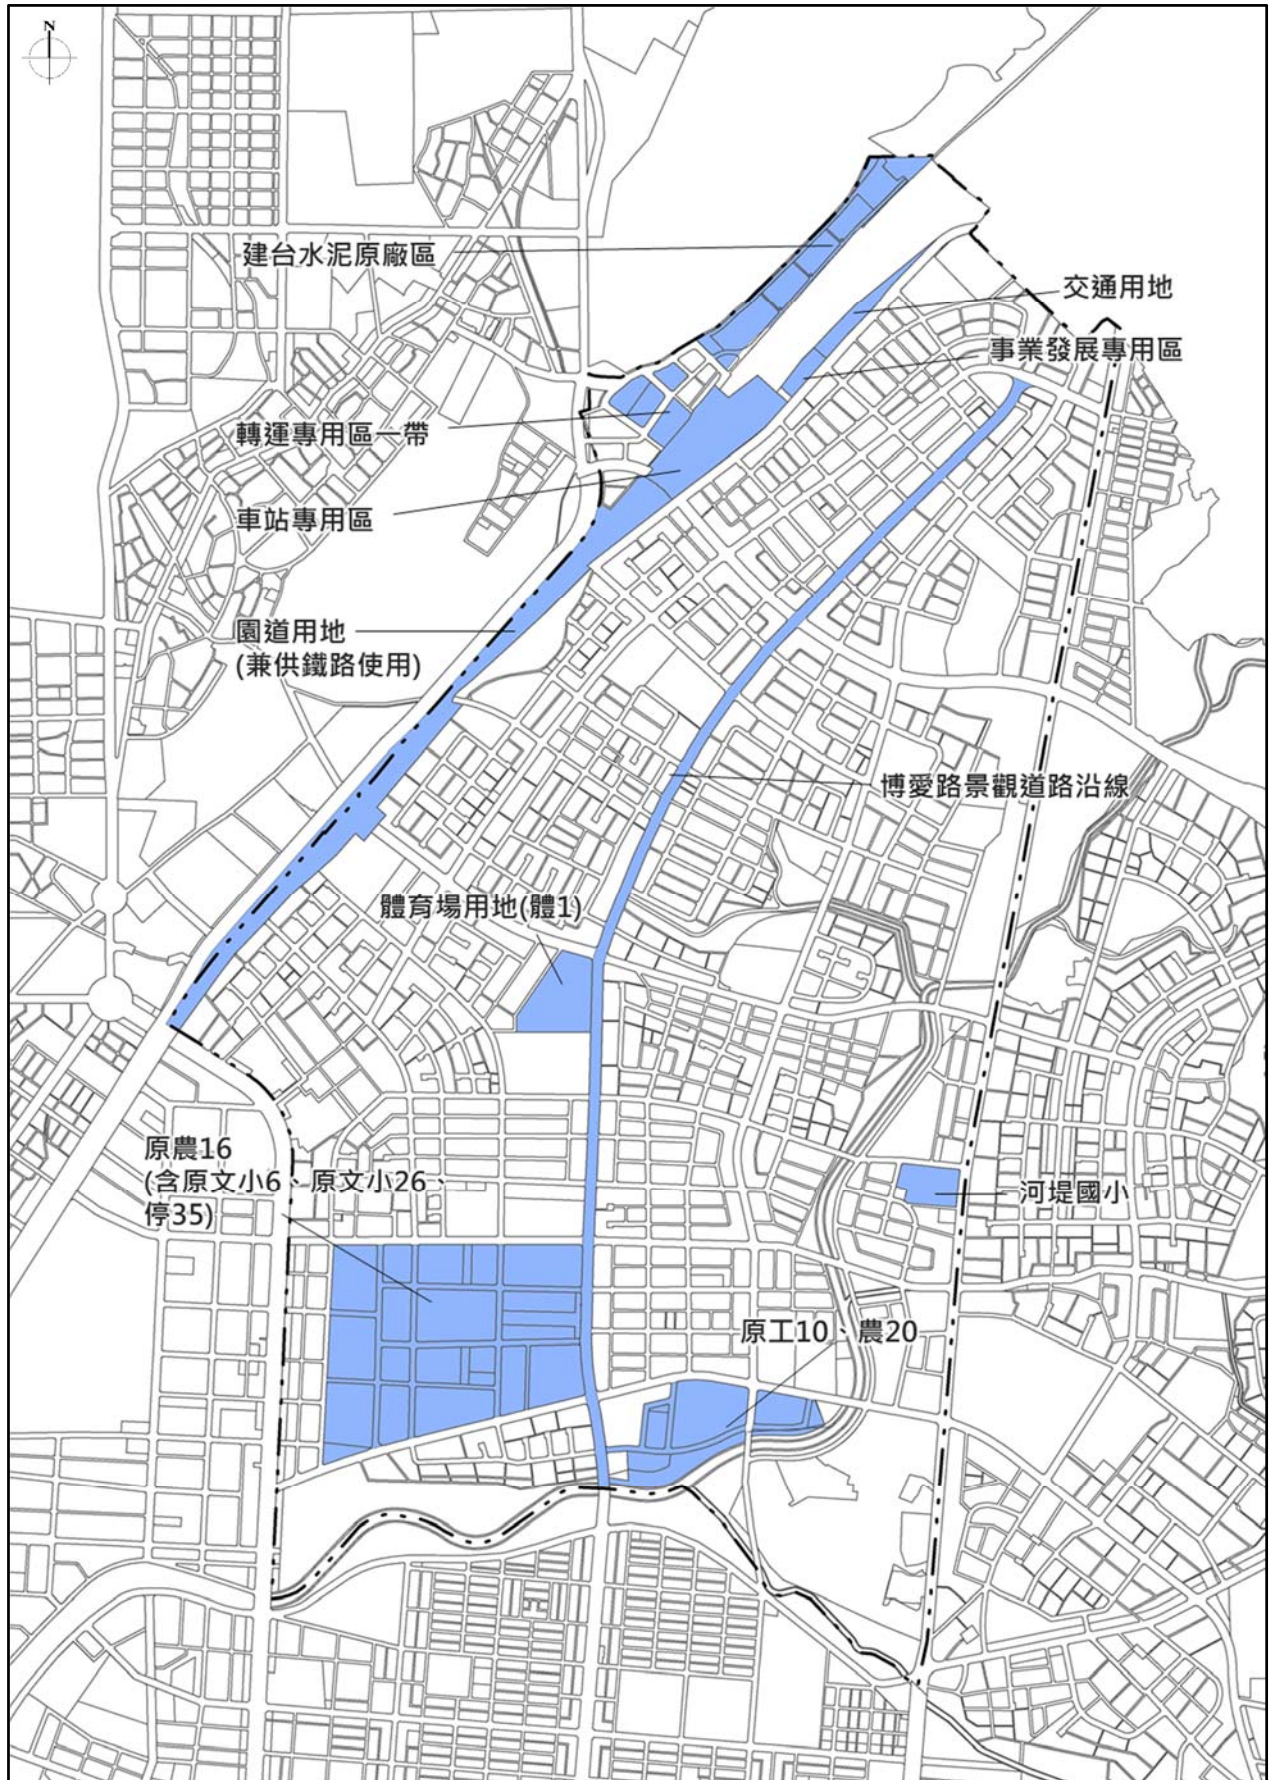 N
建台水泥原廠區
交通用地
事業發展專用區
轉運專用區一帶
車站專用區
園道用地
(兼供鐵路使用)
博愛路景觀道路沿線
體育場用地(體1)
原農16
(含原文小6、原文小26、
停35)
河堤國小
原工10、農20